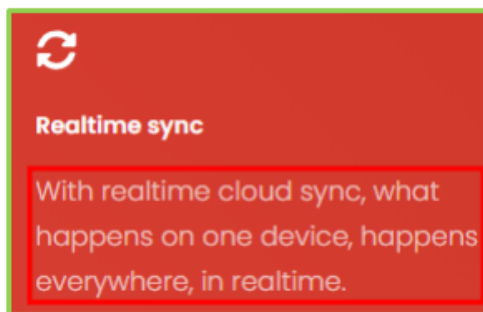 Realtime sync
With realtime cloud sync, what
happens on one device, happens
everywhere, in realtime.